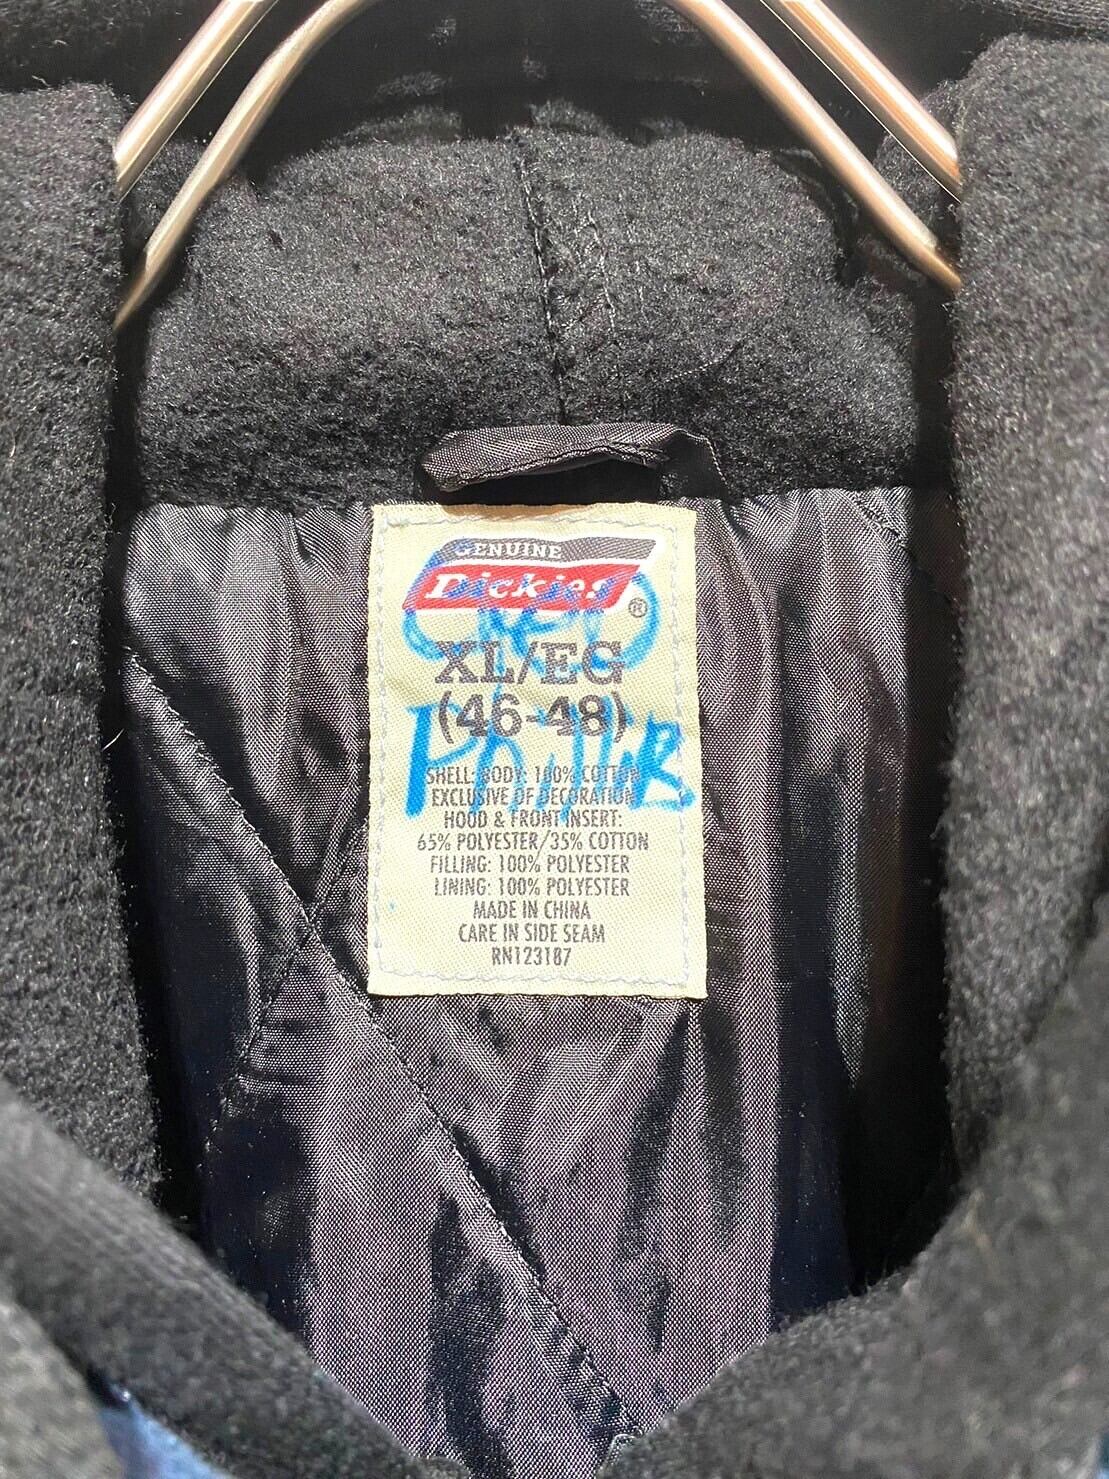 GENUINE
Dickies®
XL/EG
(46-48)
SHELL: BODY: 100% COTTON
EXCLUSIVE OF DECORATION
HOOD & FRONT INSERT:
65% POLYESTER/35% COTTON
FILLING: 100% POLYESTER
LINING: 100% POLYESTER
MADE IN CHINA
CARE IN SIDE SEAM
RN123187